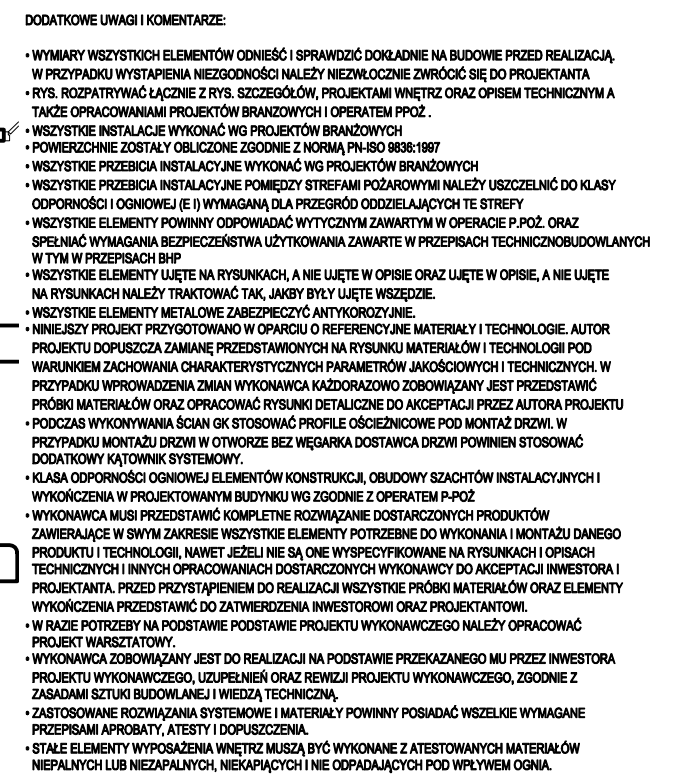 DODATKOWE UWAGI I KOMENTARZE:
• WYMIARY WSZYSTKICH ELEMENTÓW ODNIEŚĆ I SPRAWDZIĆ DOKŁADNIE NA BUDOWIE PRZED REALIZACJĄ.
W PRZYPADKU WYSTAPIENIA NIEZGODNOŚCI NALEŻY NIEZWŁOCZNIE ZWRÓCIĆ SIĘ DO PROJEKTANTA
• RYS. ROZPATRYWAĆ ŁĄCZNIE Z RYS. SZCZEGÓŁÓW, PROJEKTAMI WNĘTRZ ORAZ OPISEM TECHNICZNYM A
TAKŻE OPRACOWANIAMI PROJEKTÓW BRANZOWYCH I OPERATEM PPOŻ .
• WSZYSTKIE INSTALACJE WYKONAĆ WG PROJEKTÓW BRANŻOWYCH
• POWIERZCHNIE ZOSTAŁY OBLICZONE ZGODNIE Z NORMĄ PN-ISO 9836:1997
• WSZYSTKIE PRZEBICIA INSTALACYJNE WYKONAĆ WG PROJEKTÓW BRANŻOWYCH
• WSZYSTKIE PRZEBICIA INSTALACYJNE POMIĘDZY STREFAMI POŻAROWYMI NALEŻY USZCZELNIĆ DO KLASY
ODPORNOŚCI I OGNIOWEJ (E I) WYMAGANĄ DLA PRZEGRÓD ODDZIELAJĄCYCH TE STREFY
• WSZYSTKIE ELEMENTY POWINNY ODPOWIADAĆ WYTYCZNYM ZAWARTYM W OPERACIE P.POŻ. ORAZ
SPEŁNIAĆ WYMAGANIA BEZPIECZEŃSTWA UŻYTKOWANIA ZAWARTE W PRZEPISACH TECHNICZNOBUDOWLANYCH
W TYM W PRZEPISACH BHP
• WSZYSTKIE ELEMENTY UJĘTE NA RYSUNKACH, A NIE UJĘTE W OPISIE ORAZ UJĘTE W OPISIE, A NIE UJĘTE
NA RYSUNKACH NALEŻY TRAKTOWAĆ TAK, JAKBY BYŁY UJĘTE WSZĘDZIE.
• WSZYSTKIE ELEMENTY METALOWE ZABEZPIECZYĆ ANTYKOROZYJNIE.
• NINIEJSZY PROJEKT PRZYGOTOWANO W OPARCIU O REFERENCYJNE MATERIAŁY I TECHNOLOGIE. AUTOR
PROJEKTU DOPUSZCZA ZAMIANĘ PRZEDSTAWIONYCH NA RYSUNKU MATERIAŁÓW I TECHNOLOGII POD
WARUNKIEM ZACHOWANIA CHARAKTERYSTYCZNYCH PARAMETRÓW JAKOŚCIOWYCH I TECHNICZNYCH. W
PRZYPADKU WPROWADZENIA ZMIAN WYKONAWCA KAŻDORAZOWO ZOBOWIĄZANY JEST PRZEDSTAWIĆ
PRÓBKI MATERIAŁÓW ORAZ OPRACOWAĆ RYSUNKI DETALICZNE DO AKCEPTACJI PRZEZ AUTORA PROJEKTU
• PODCZAS WYKONYWANIA ŚCIAN GK STOSOWAĆ PROFILE OŚCIEŻNICOWE POD MONTAŻ DRZWI. W
PRZYPADKU MONTAŻU DRZWI W OTWORZE BEZ WĘGARKA DOSTAWCA DRZWI POWINIEN STOSOWAĆ
DODATKOWY KĄTOWNIK SYSTEMOWY.
• KLASA ODPORNOŚCI OGNIOWEJ ELEMENTÓW KONSTRUKCJI, OBUDOWY SZACHTÓW INSTALACYJNYCH I
WYKOŃCZENIA W PROJEKTOWANYM BUDYNKU WG ZGODNIE Z OPERATEM P-POŻ
• WYKONAWCA MUSI PRZEDSTAWIĆ KOMPLETNE ROZWIĄZANIE DOSTARCZONYCH PRODUKTÓW
ZAWIERAJĄCE W SWYM ZAKRESIE WSZYSTKIE ELEMENTY POTRZEBNE DO WYKONANIA I MONTAŻU DANEGO
PRODUKTU I TECHNOLOGII, NAWET JEŻELI NIE SĄ ONE WYSPECYFIKOWANE NA RYSUNKACH I OPISACH
TECHNICZNYCH I INNYCH OPRACOWANIACH DOSTARCZONYCH WYKONAWCY DO AKCEPTACJI INWESTORA I
PROJEKTANTA. PRZED PRZYSTĄPIENIEM DO REALIZACJI WSZYSTKIE PRÓBKI MATERIAŁÓW ORAZ ELEMENTY
WYKOŃCZENIA PRZEDSTAWIĆ DO ZATWIERDZENIA INWESTOROWI ORAZ PROJEKTANTOWI.
• W RAZIE POTRZEBY NA PODSTAWIE PODSTAWIE PROJEKTU WYKONAWCZEGO NALEŻY OPRACOWAĆ
PROJEKT WARSZTATOWY.
• WYKONAWCA ZOBOWIĄZANY JEST DO REALIZACJI NA PODSTAWIE PRZEKAZANEGO MU PRZEZ INWESTORA
PROJEKTU WYKONAWCZEGO, UZUPEŁNIEŃ ORAZ REWIZJI PROJEKTU WYKONAWCZEGO, ZGODNIE Z
ZASADAMI SZTUKI BUDOWLANEJ I WIEDZĄ TECHNICZNĄ.
• ZASTOSOWANE ROZWIĄZANIA SYSTEMOWE I MATERIAŁY POWINNY POSIADAĆ WSZELKIE WYMAGANE
PRZEPISAMI APROBATY, ATESTY I DOPUSZCZENIA.
• STAŁE ELEMENTY WYPOSAŻENIA WNĘTRZ MUSZĄ BYĆ WYKONANE Z ATESTOWANYCH MATERIAŁÓW
NIEPALNYCH LUB NIEZAPALNYCH, NIEKAPIĄCYCH I NIE ODPADAJĄCYCH POD WPŁYWEM OGNIA.